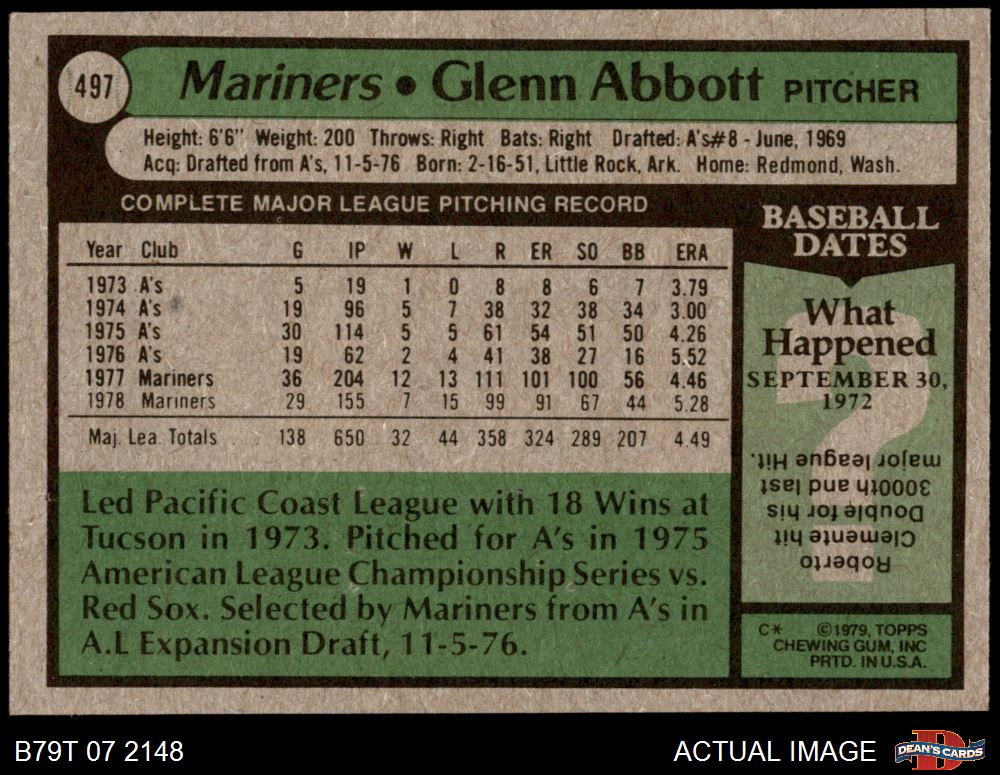 497
Mariners • Glenn Abbott PITCHER
Height: 6'6" Weight: 200 Throws: Right Bats: Right Drafted: A's#8 - June, 1969
Acq: Drafted from A's, 11-5-76 Born: 2-16-51, Little Rock, Ark. Home: Redmond, Wash.
COMPLETE MAJOR LEAGUE PITCHING RECORD
Year Club G IP W L R ER SO BB ERA
1973 A's 5 19 1 0 8 8 6 7 3.79
1974 A's 19 96 5 7 38 32 38 34 3.00
1975 A's 30 114 5 5 61 54 51 50 4.26
1976 A's 19 62 2 4 41 38 27 16 5.52
1977 Mariners 36 204 12 13 111 101 100 56 4.46
1978 Mariners 29 155 7 15 99 91 67 44 5.28
Maj. Lea. Totals 138 650 32 44 358 324 289 207 4.49
Led Pacific Coast League with 18 Wins at
Tucson in 1973. Pitched for A's in 1975
American League Championship Series vs.
Red Sox. Selected by Mariners from A's in
A.L Expansion Draft, 11-5-76.
BASEBALL
DATES
What
Happened
SEPTEMBER 30,
1972
Roberto
Clemente hit
Double for his
3000th and last
major league Hit.
C* ©1979, TOPPS
CHEWING GUM, INC
PRTD. IN U.S.A.
B79T 07 2148
ACTUAL IMAGE
DEAN'S CARDS